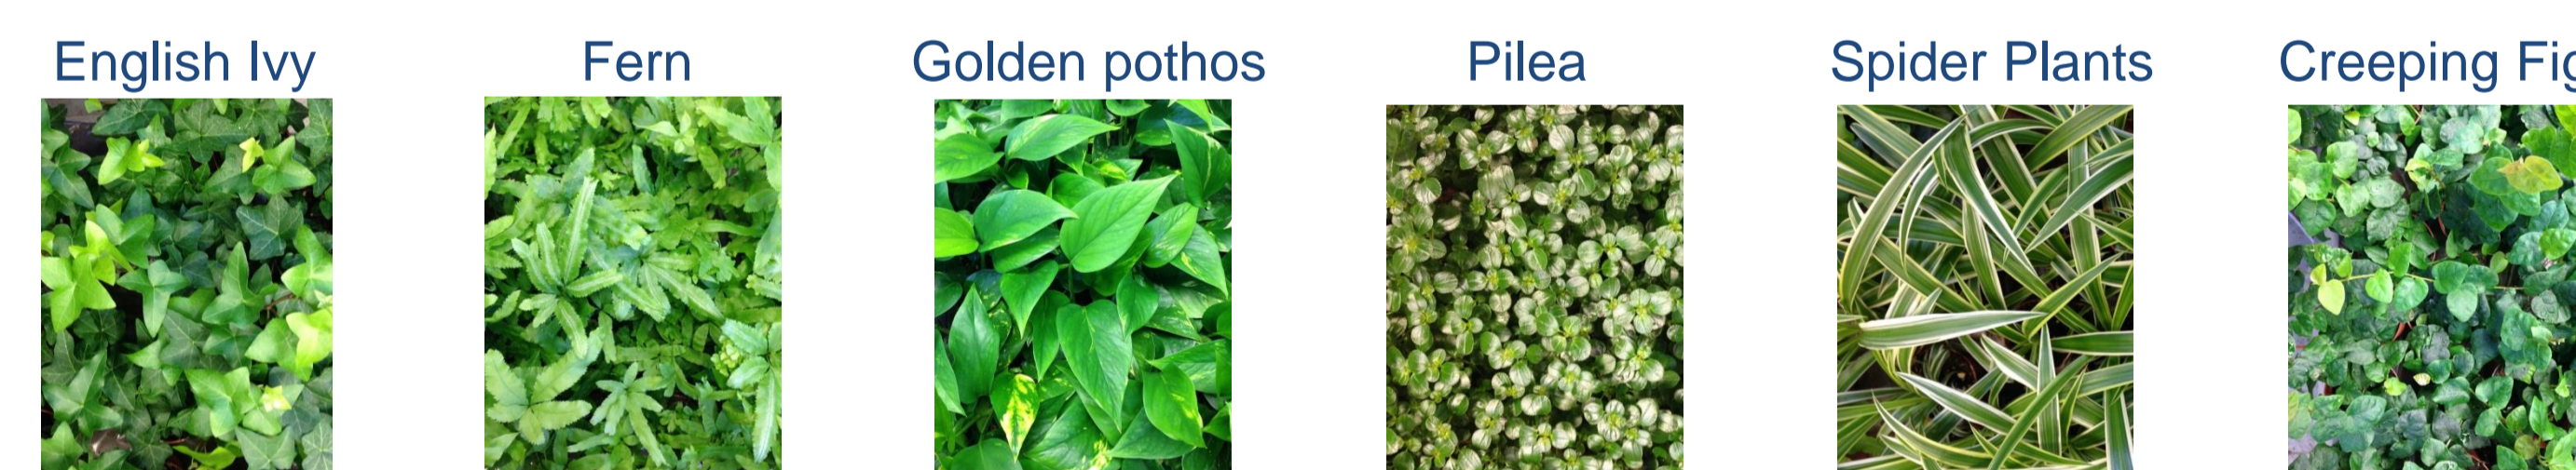 English Ivy
Fern
Golden pothos
Pilea
Spider Plants
Creeping